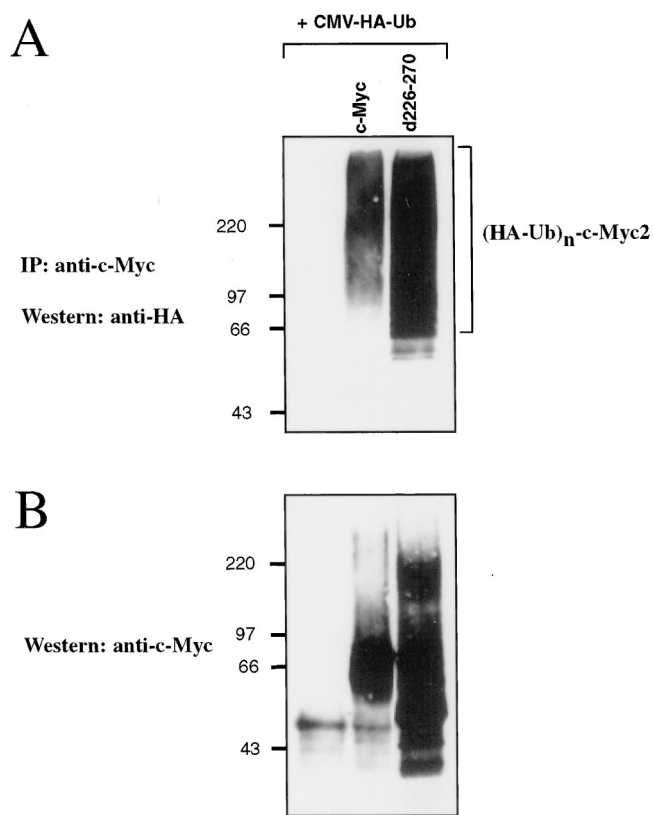 A
+ CMV-HA-Ub
c-Myc
d226-270
220
97
66
43
IP: anti-c-Myc
Western: anti-HA
(HA-Ub)n-c-Myc2
B
220
97
66
43
Western: anti-c-Myc